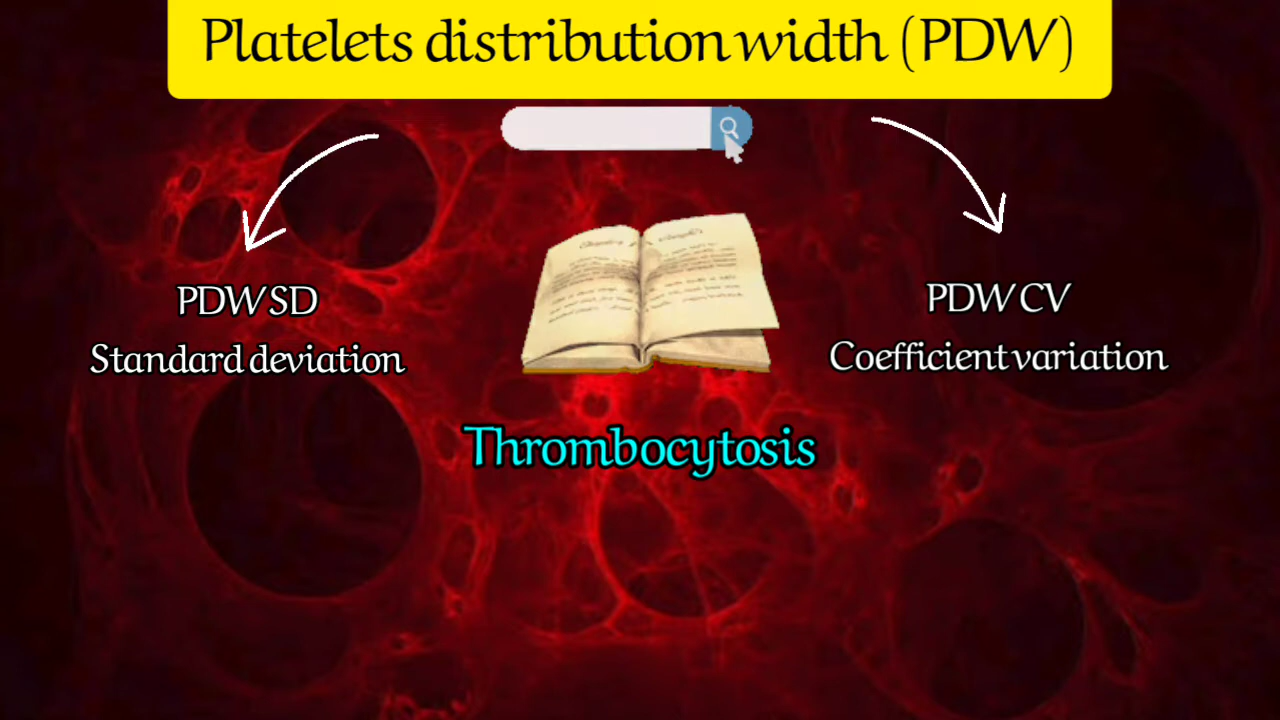 Platelets distribution width (PDW)
PDW SD
Standard deviation
PDW CV
Coefficient variation
Thrombocytosis